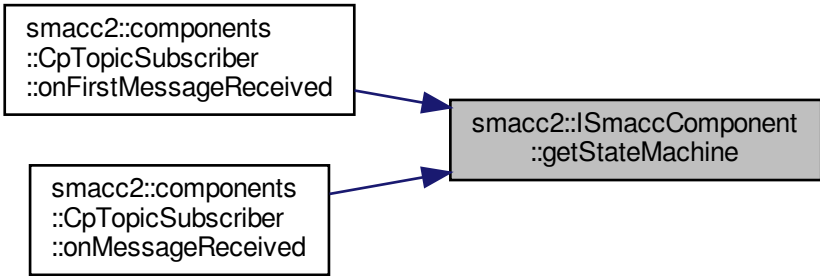 smacc2::components
::CpTopicSubscriber
::onFirstMessageReceived
smacc2::ISmaccComponent
::getStateMachine
smacc2::components
::CpTopicSubscriber
::onMessageReceived